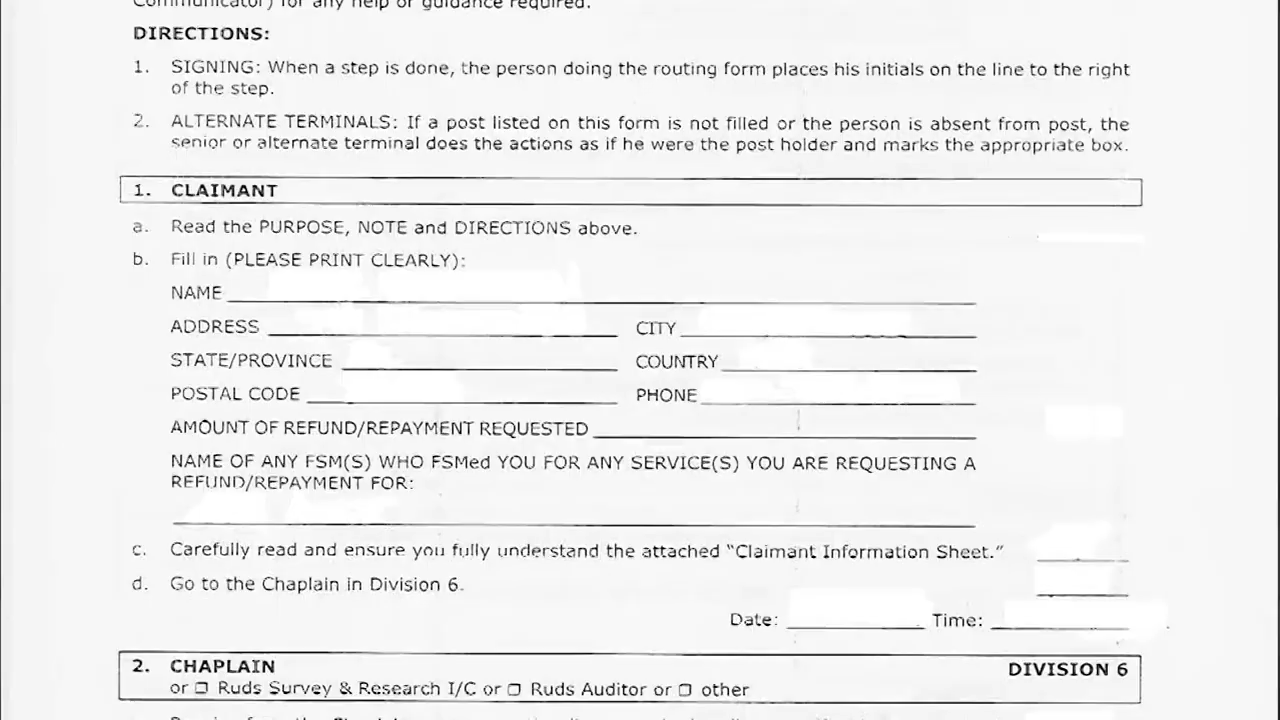 Communicator) for any help or guidance required.
DIRECTIONS:
1. SIGNING: When a step is done, the person doing the routing form places his initials on the line to the right
of the step.
2. ALTERNATE TERMINALS: If a post listed on this form is not filled or the person is absent from post, the
senior or alternate terminal does the actions as if he were the post holder and marks the appropriate box.
1. CLAIMANT
a. Read the PURPOSE, NOTE and DIRECTIONS above.
b. Fill in (PLEASE PRINT CLEARLY):
NAME
ADDRESS CITY
STATE/PROVINCE COUNTRY
POSTAL CODE PHONE
AMOUNT OF REFUND/REPAYMENT REQUESTED
NAME OF ANY FSM(S) WHO FSMed YOU FOR ANY SERVICE(S) YOU ARE REQUESTING A
REFUND/REPAYMENT FOR:
c. Carefully read and ensure you fully understand the attached “Claimant Information Sheet.”
d. Go to the Chaplain in Division 6.
Date: Time:
2. CHAPLAIN DIVISION 6
or ☐ Ruds Survey & Research I/C or ☐ Ruds Auditor or ☐ other